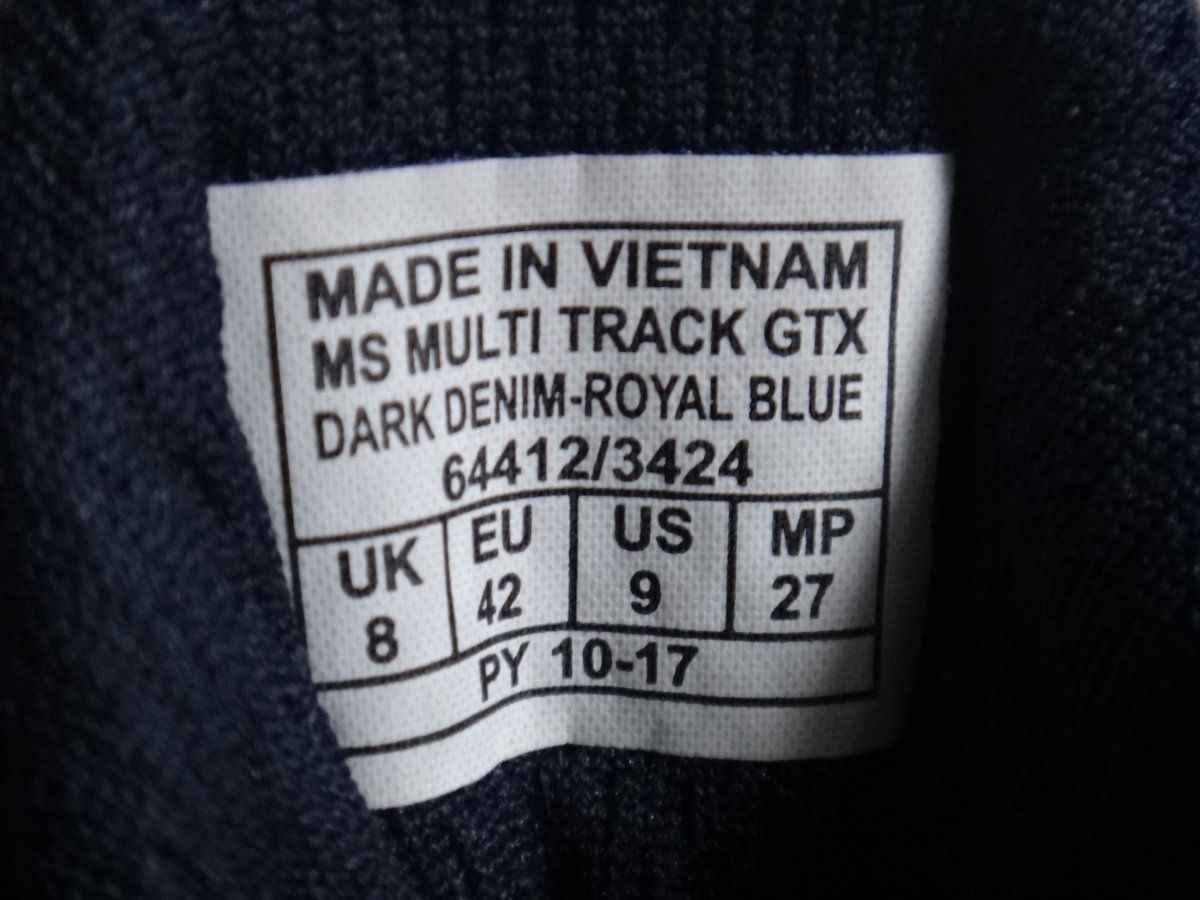 MADE IN VIETNAM
MS MULTI TRACK GTX
DARK DENIM-ROYAL BLUE
64412/3424
UK EU US MP
8 42 9 27
PY 10-17